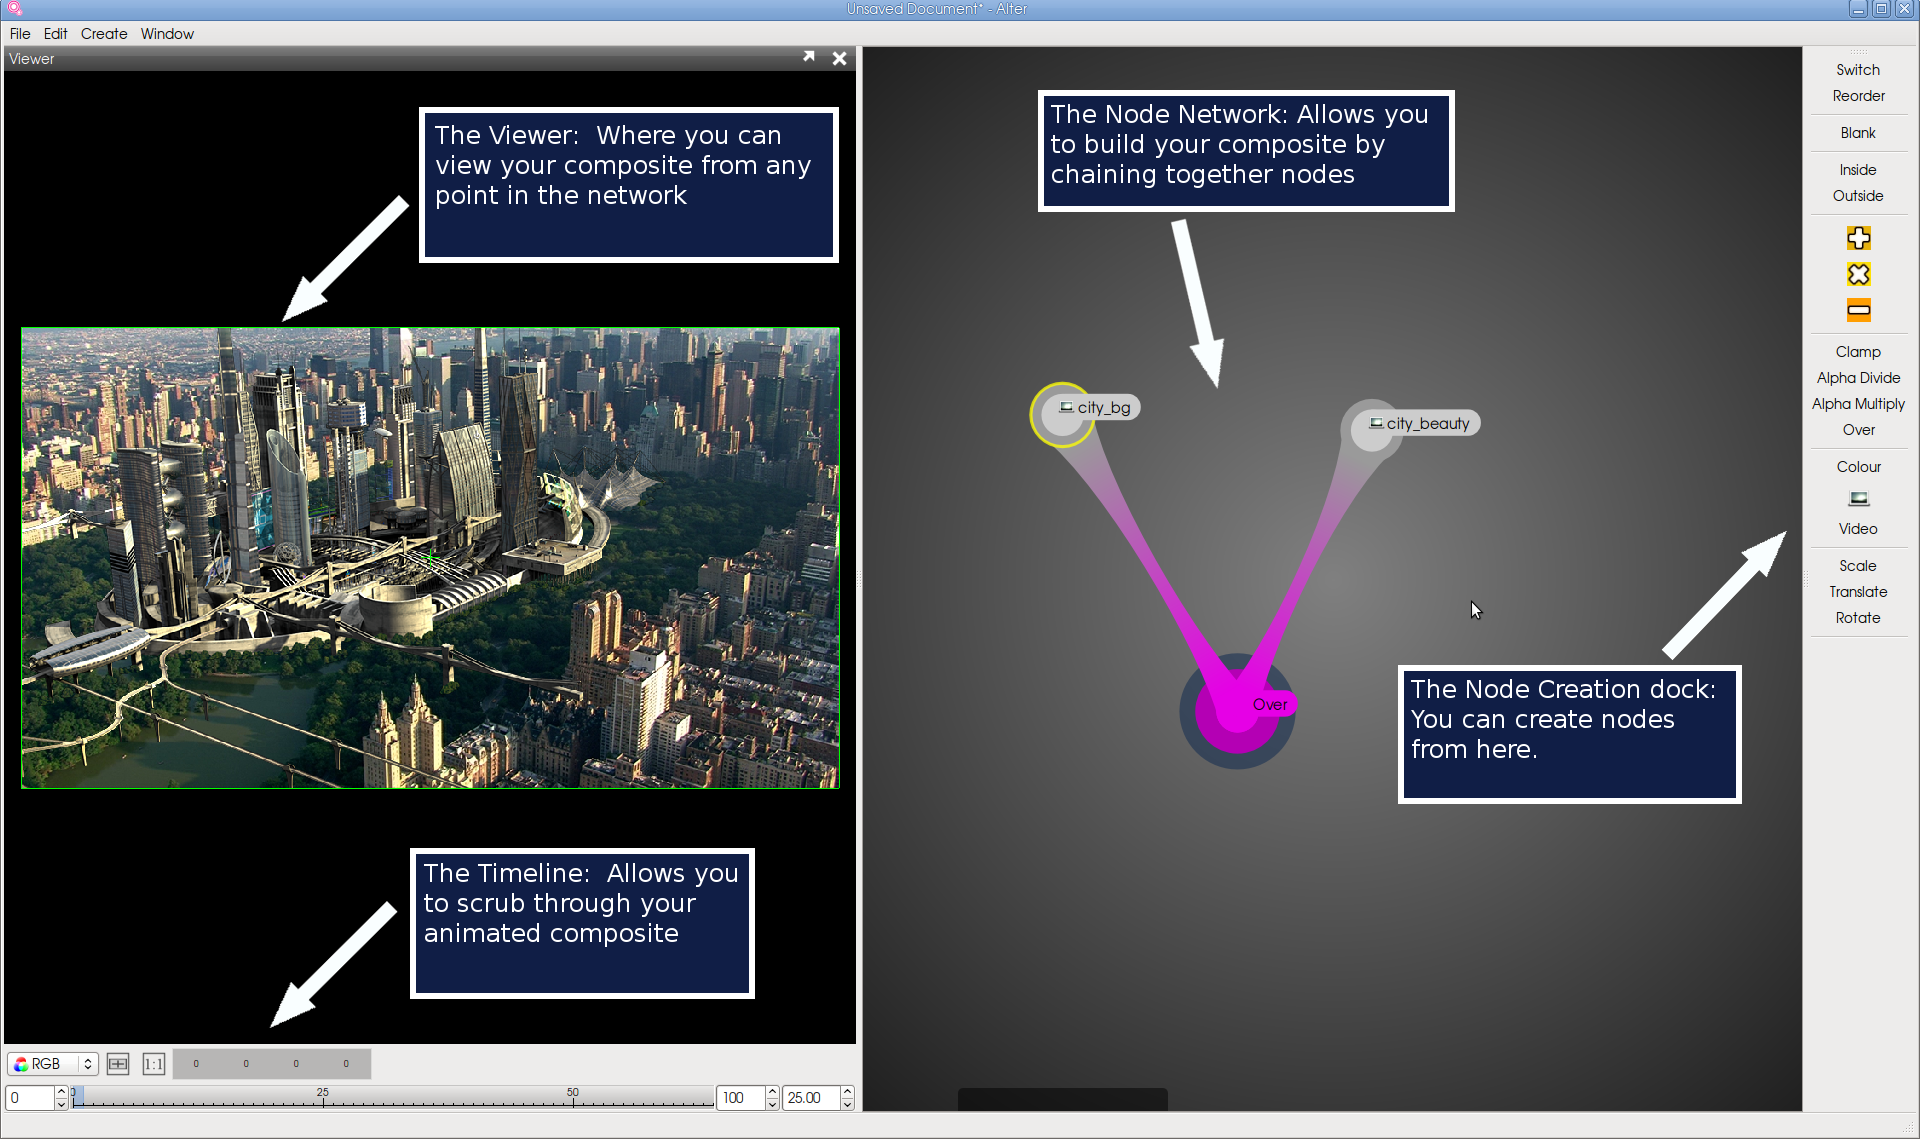 Unsaved Document* - Alter
File Edit Create Window
Viewer
The Viewer:  Where you can
view your composite from any
point in the network
The Timeline:  Allows you
to scrub through your
animated composite
RGB
1:1
0 0 0 0
0
0 25 50
100
25.00
The Node Network: Allows you
to build your composite by
chaining together nodes
city_bg
city_beauty
Over
The Node Creation dock:
You can create nodes
from here.
Switch
Reorder
Blank
Inside
Outside
Clamp
Alpha Divide
Alpha Multiply
Over
Colour
Video
Scale
Translate
Rotate